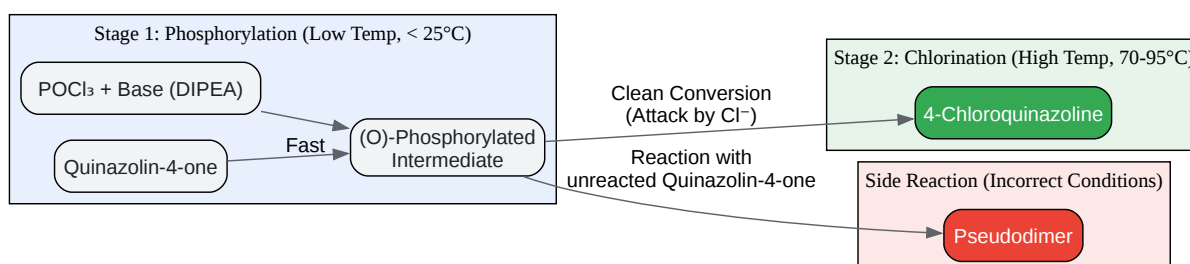 Stage 1: Phosphorylation (Low Temp, < 25°C)
POCl₃ + Base (DIPEA)
Quinazolin-4-one
Fast
(O)-Phosphorylated
Intermediate
Clean Conversion
(Attack by Cl⁻)
Reaction with
unreacted Quinazolin-4-one
Stage 2: Chlorination (High Temp, 70-95°C)
4-Chloroquinazoline
Side Reaction (Incorrect Conditions)
Pseudodimer